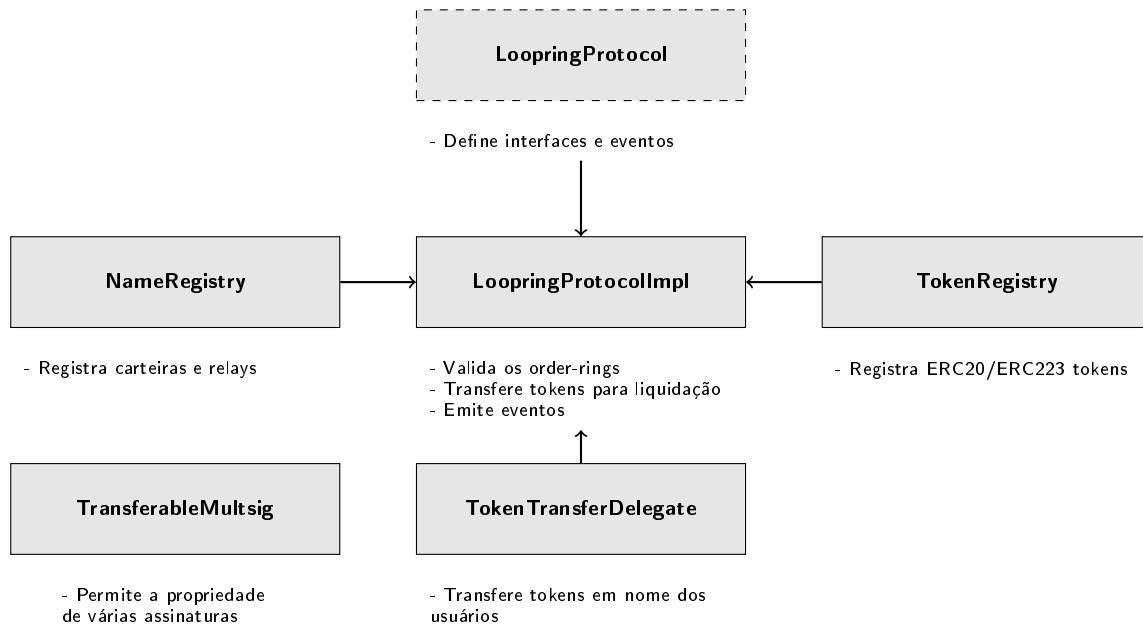 LoopringProtocol
- Define interfaces e eventos
NameRegistry
LoopringProtocolImpl
TokenRegistry
- Registra carteiras e relays
- Valida os order-rings
- Transfere tokens para liquidação
- Emite eventos
- Registra ERC20/ERC223 tokens
TransferableMultsig
TokenTransferDelegate
- Permite a propriedade
de várias assinaturas
- Transfere tokens em nome dos
usuários